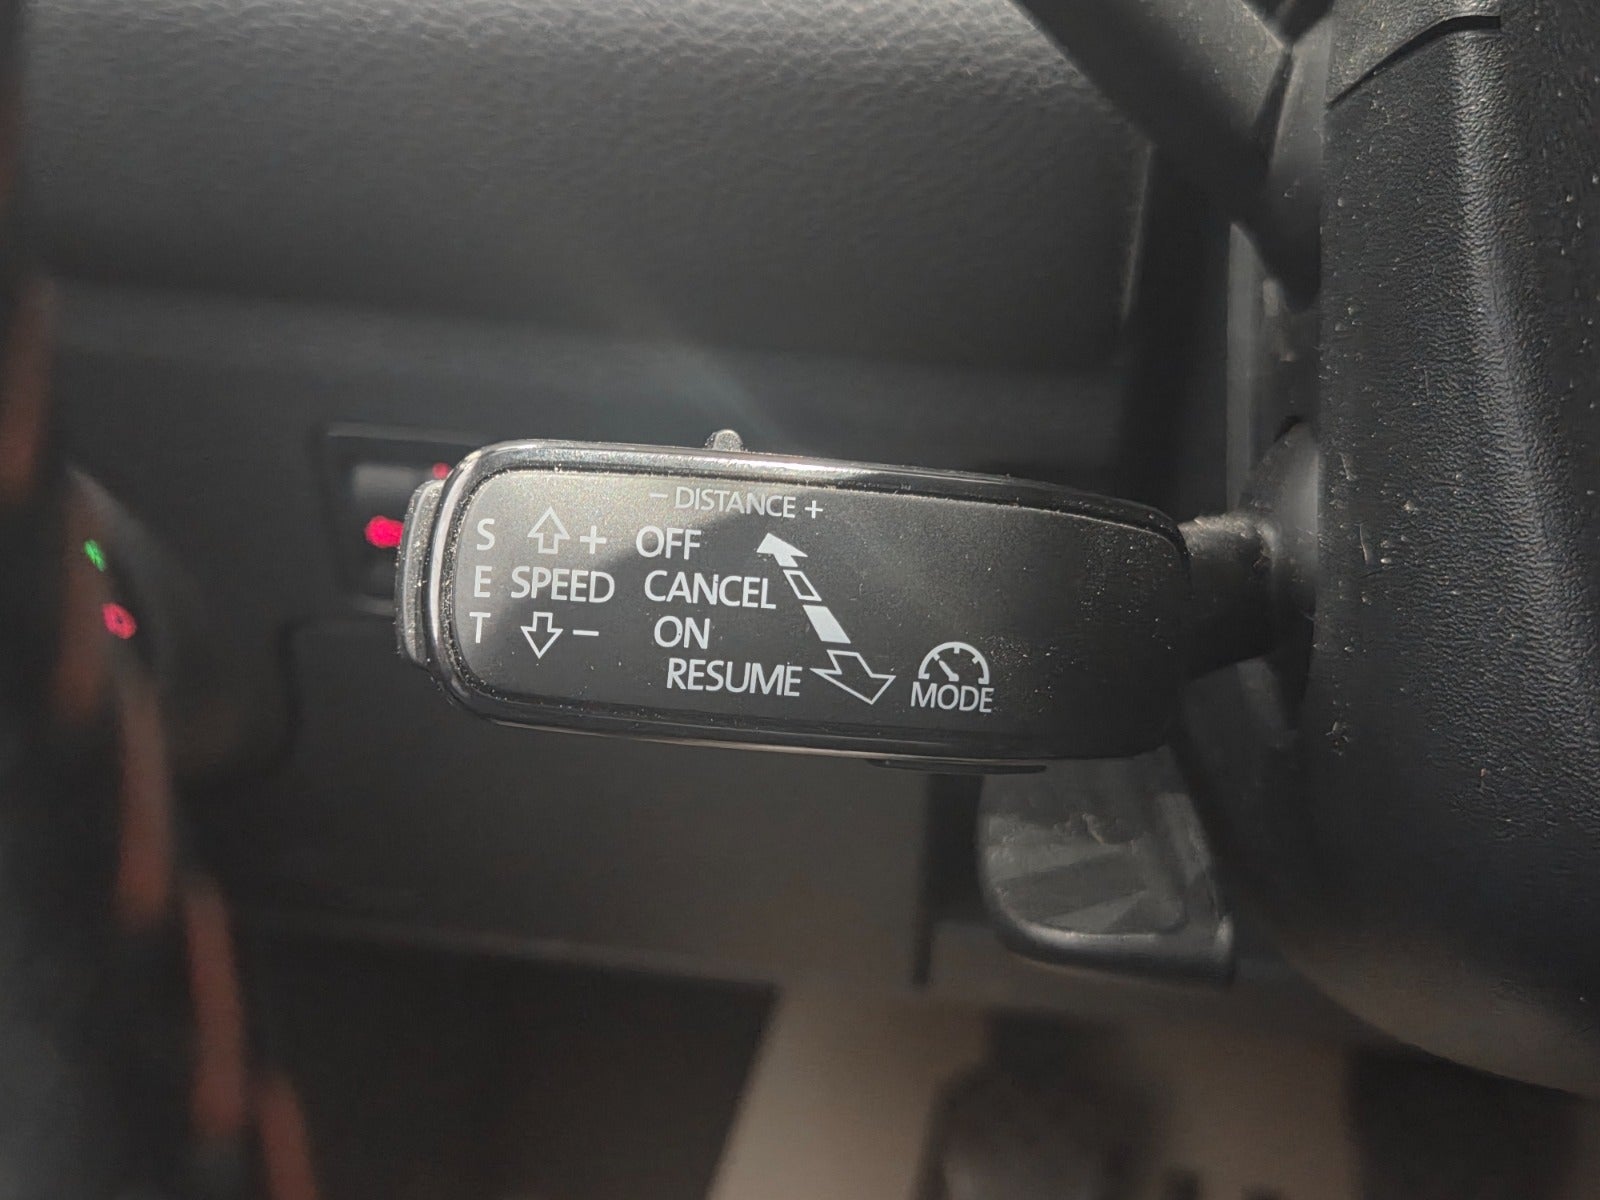 - DISTANCE +
S + OFF
E SPEED CANCEL
T - ON
RESUME
MODE